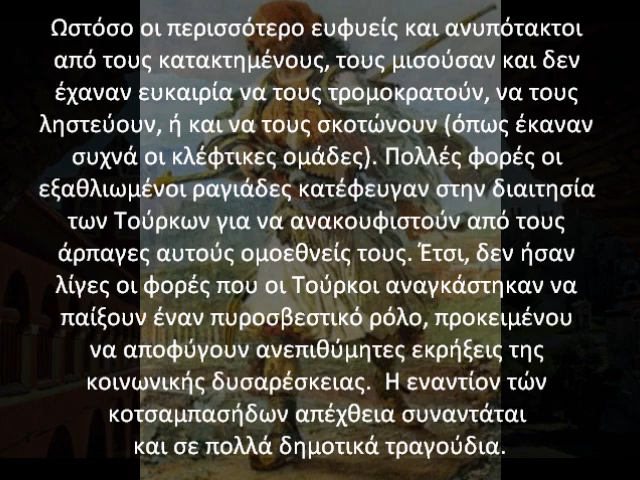 Ωστόσο οι περισσότερο ευφυείς και ανυπότακτοι
από τους κατακτημένους, τους μισούσαν και δεν
έχαναν ευκαιρία να τους τρομοκρατούν, να τους
ληστεύουν, ή και να τους σκοτώνουν (όπως έκαναν
συχνά οι κλέφτικες ομάδες). Πολλές φορές οι
εξαθλιωμένοι ραγιάδες κατέφευγαν στην διαιτησία
των Τούρκων για να ανακουφιστούν από τους
άρπαγες αυτούς ομοεθνείς τους. Έτσι, δεν ήσαν
λίγες οι φορές που οι Τούρκοι αναγκάστηκαν να
παίξουν έναν πυροσβεστικό ρόλο, προκειμένου
να αποφύγουν ανεπιθύμητες εκρήξεις της
κοινωνικής δυσαρέσκειας. Η εναντίον τών
κοτσαμπασήδων απέχθεια συναντάται
και σε πολλά δημοτικά τραγούδια.